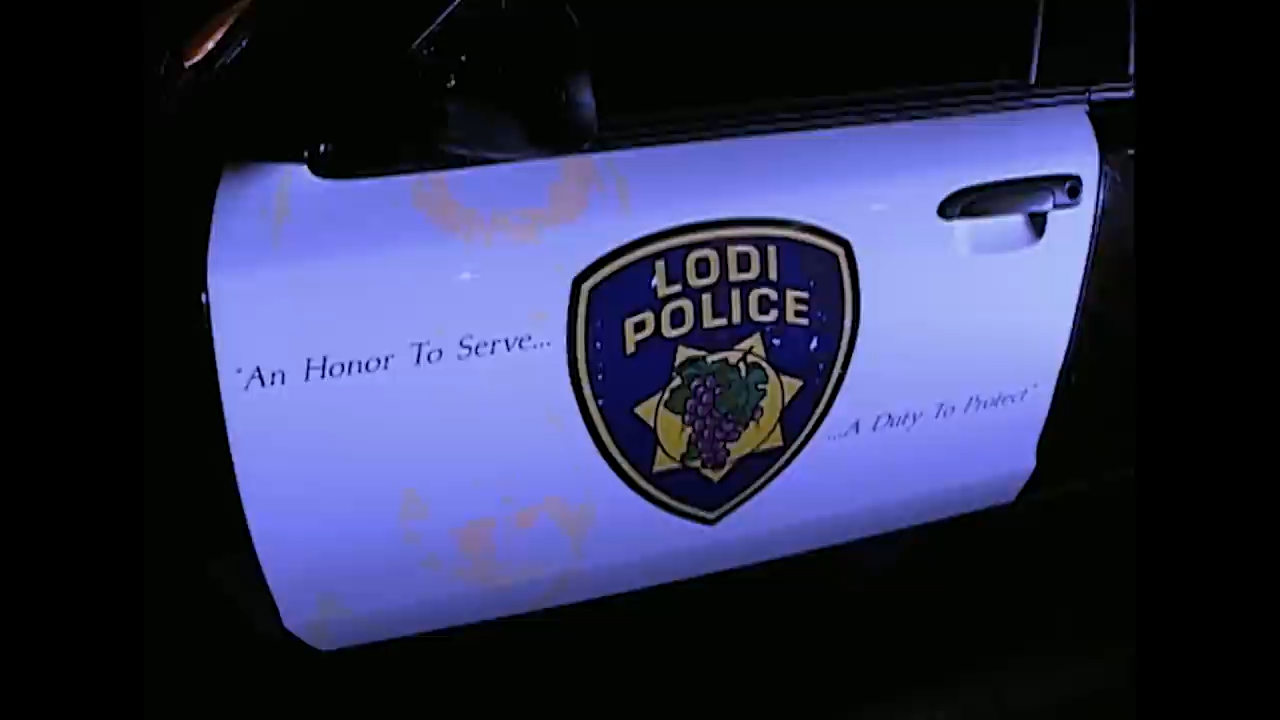 LODI
POLICE
"An Honor To Serve...
...A Duty To Protect"